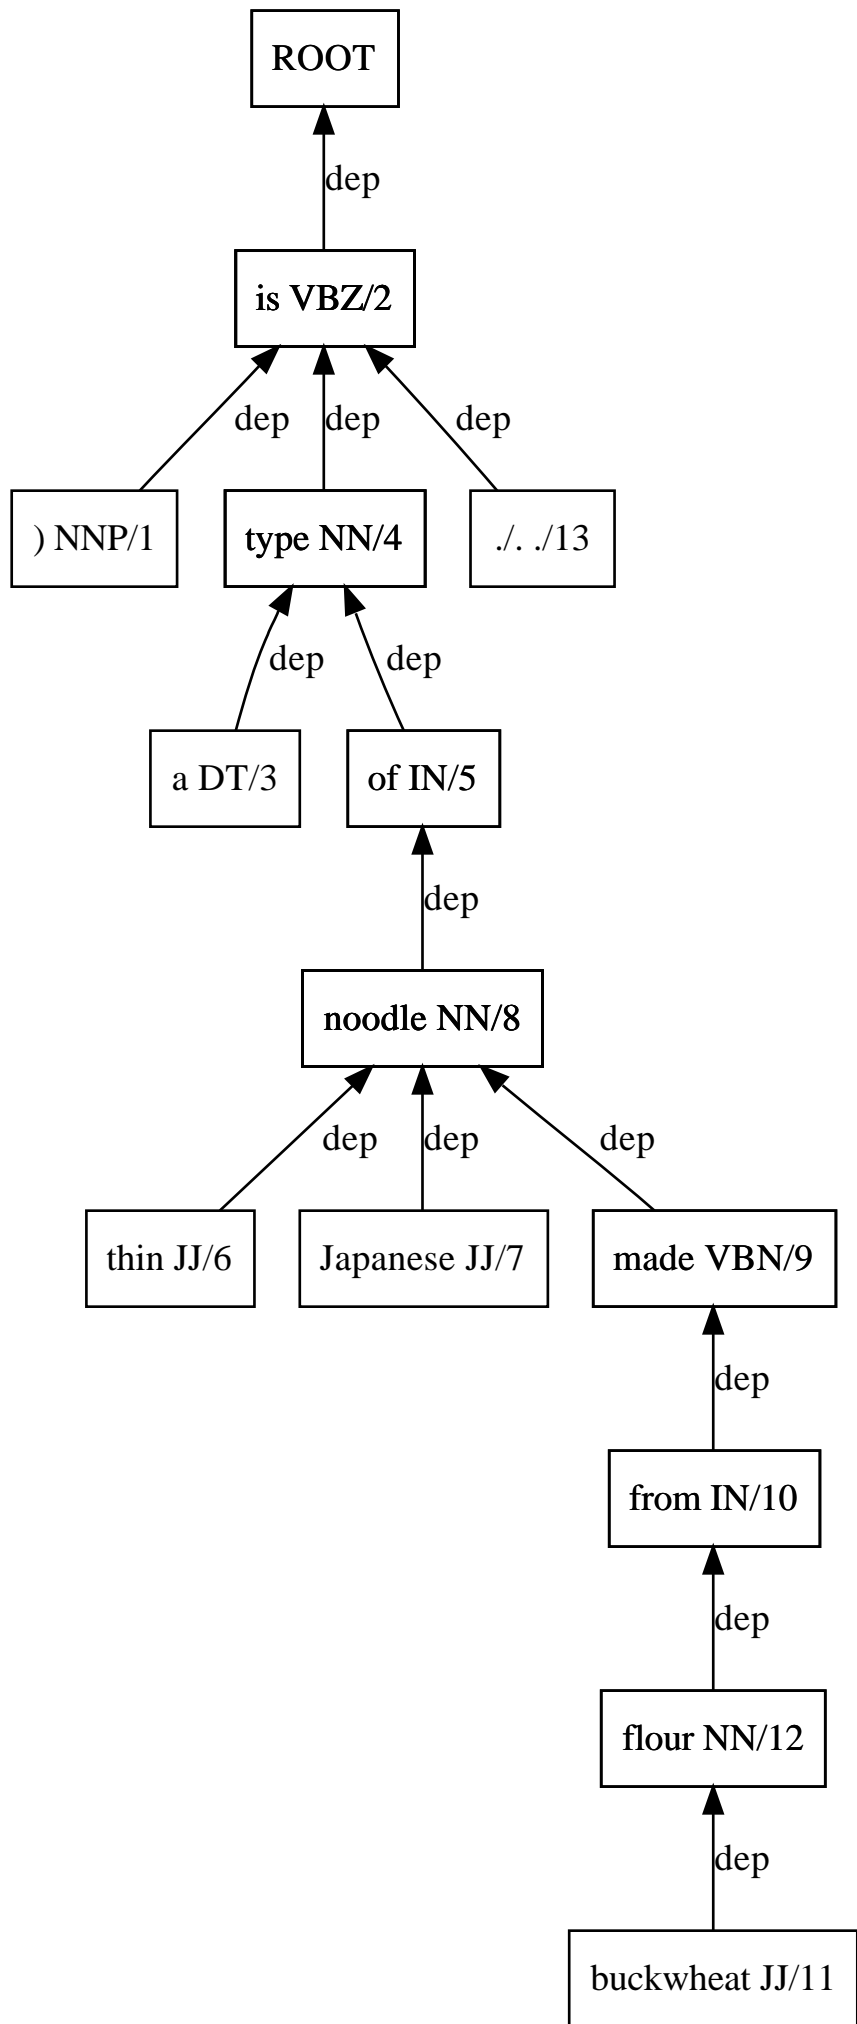 ROOT
dep
is VBZ/2
dep dep dep
) NNP/1 type NN/4 ./. ./13
dep dep
a DT/3 of IN/5
dep
noodle NN/8
dep dep dep
thin JJ/6 Japanese JJ/7 made VBN/9
dep
from IN/10
dep
flour NN/12
dep
buckwheat JJ/11